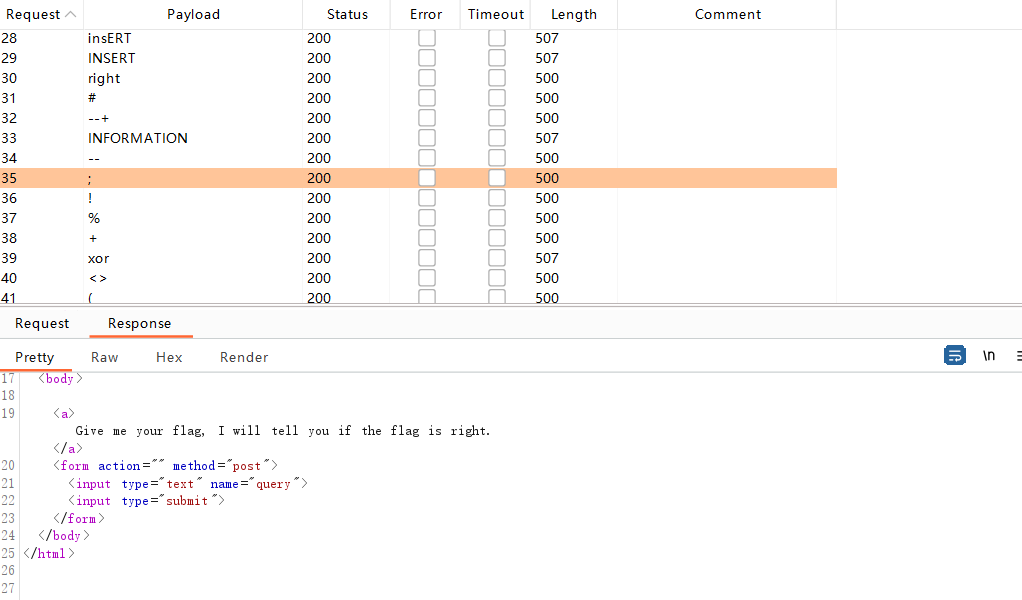 Request Payload Status Error Timeout Length Comment
28 insERT 200 507
29 INSERT 200 507
30 right 200 500
31 # 200 500
32 --+ 200 500
33 INFORMATION 200 507
34 -- 200 500
35 ; 200 500
36 ! 200 500
37 % 200 500
38 + 200 500
39 xor 200 507
40 <> 200 500
41 ( 200 500
Request Response
Pretty Raw Hex Render \n
17 <body>
18
19 <a>
Give me your flag, I will tell you if the flag is right.
</a>
20 <form action="" method="post">
21 <input type="text" name="query">
22 <input type="submit">
23 </form>
24 </body>
25 </html>
26
27